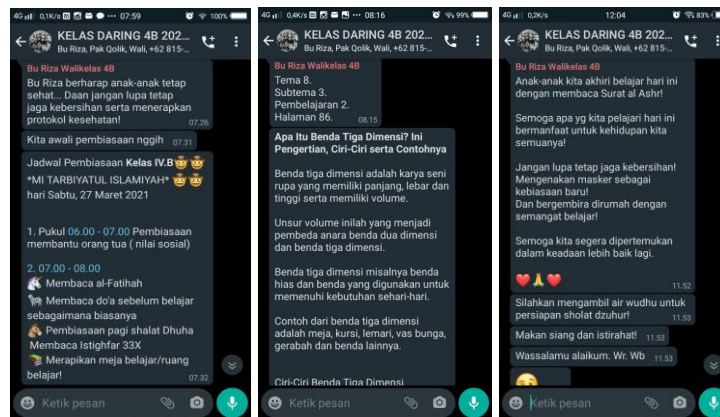 4G 0,1K/s 07:59 100%
KELAS DARING 4B 202...
Bu Riza, Pak Qolik, Wali, +62 815-...
Bu Riza Walikelas 4B
Bu Riza berharap anak-anak tetap
sehat... Daan jangan lupa tetap
jaga kebersihan serta menerapkan
protokol kesehatan! 07.26
Kita awali pembiasaan nggih 07.31
Jadwal Pembiasaan Kelas IV.B
*MI TARBIYATUL ISLAMIYAH*
hari Sabtu, 27 Maret 2021
1. Pukul 06.00 - 07.00 Pembiasaan
membantu orang tua ( nilai sosial)
2. 07.00 - 08.00
Membaca al-Fatihah
Membaca do'a sebelum belajar
sebagaimana biasanya
Pembiasaan pagi shalat Dhuha
Membaca Istighfar 33X
Merapikan meja belajar/ruang
belajar! 07.32
Ketik pesan
4G 0,4K/s 08:16 99%
KELAS DARING 4B 202...
Bu Riza, Pak Qolik, Wali, +62 815-...
Bu Riza Walikelas 4B
Tema 8.
Subtema 3.
Pembelajaran 2.
Halaman 86. 08.15
Apa Itu Benda Tiga Dimensi? Ini
Pengertian, Ciri-Ciri serta Contohnya
Benda tiga dimensi adalah karya seni
rupa yang memiliki panjang, lebar dan
tinggi serta memiliki volume.
Unsur volume inilah yang menjadi
pembeda anara benda dua dimensi
dan benda tiga dimensi.
Benda tiga dimensi misalnya benda
hias dan benda yang digunakan untuk
memenuhi kebutuhan sehari-hari.
Contoh dari benda tiga dimensi
adalah meja, kursi, lemari, vas bunga,
gerabah dan benda lainnya.
Ciri-Ciri Benda Tiga Dimensi
Ketik pesan
4G 0,2K/s 12:04 83%
KELAS DARING 4B 202...
Bu Riza, Pak Qolik, Wali, +62 815-...
Bu Riza Walikelas 4B
Anak-anak kita akhiri belajar hari ini
dengan membaca Surat al Ashr!
Semoga apa yg kita pelajari hari ini
bermanfaat untuk kehidupan kita
semuanya!
Jangan lupa tetap jaga kebersihan!
Mengenakan masker sebagai
kebiasaan baru!
Dan bergembira dirumah dengan
semangat belajar!
Semoga kita segera dipertemukan
dalam keadaan lebih baik lagi.
11.52
Silahkan mengambil air wudhu untuk
persiapan sholat dzuhur! 11.53
Makan siang dan istirahat! 11.53
Wassalamu alaikum. Wr. Wb 11.53
Ketik pesan